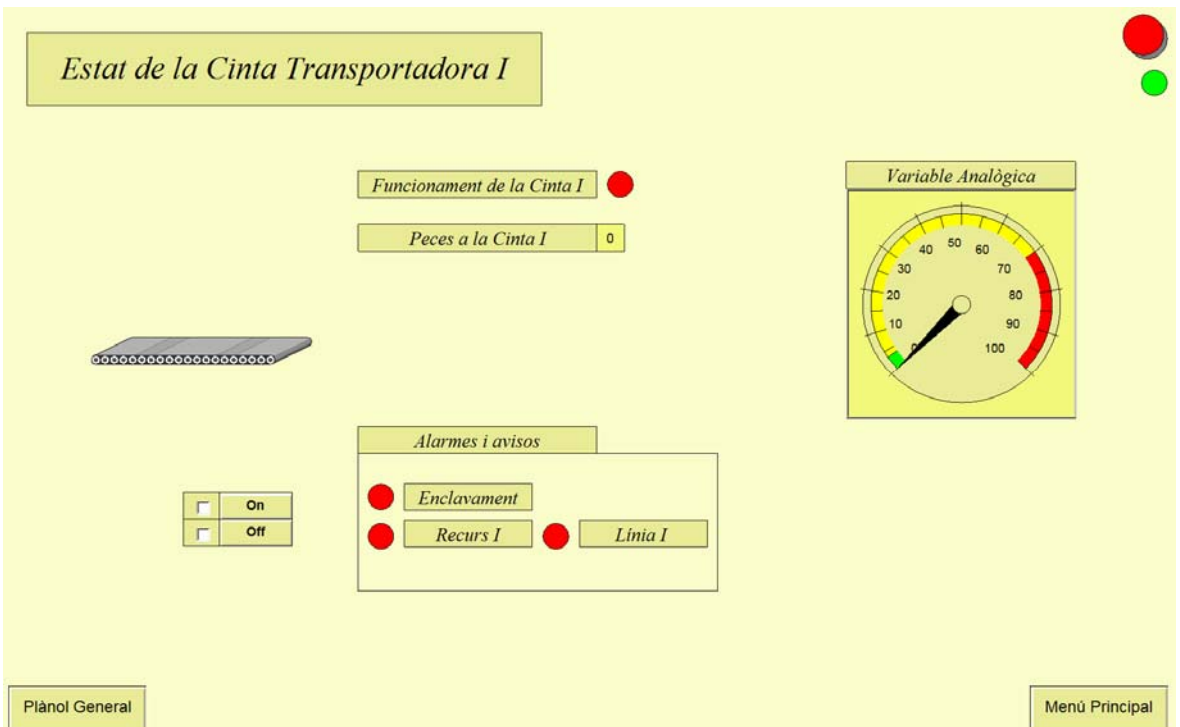 Estat de la Cinta Transportadora I
Funcionament de la Cinta I
Variable Analògica
Peces a la Cinta I 0
0
10
20
30
40
50
60
70
80
90
100
Alarmes i avisos
Enclavament
Recurs I
Línia I
On
Off
Plànol General
Menú Principal